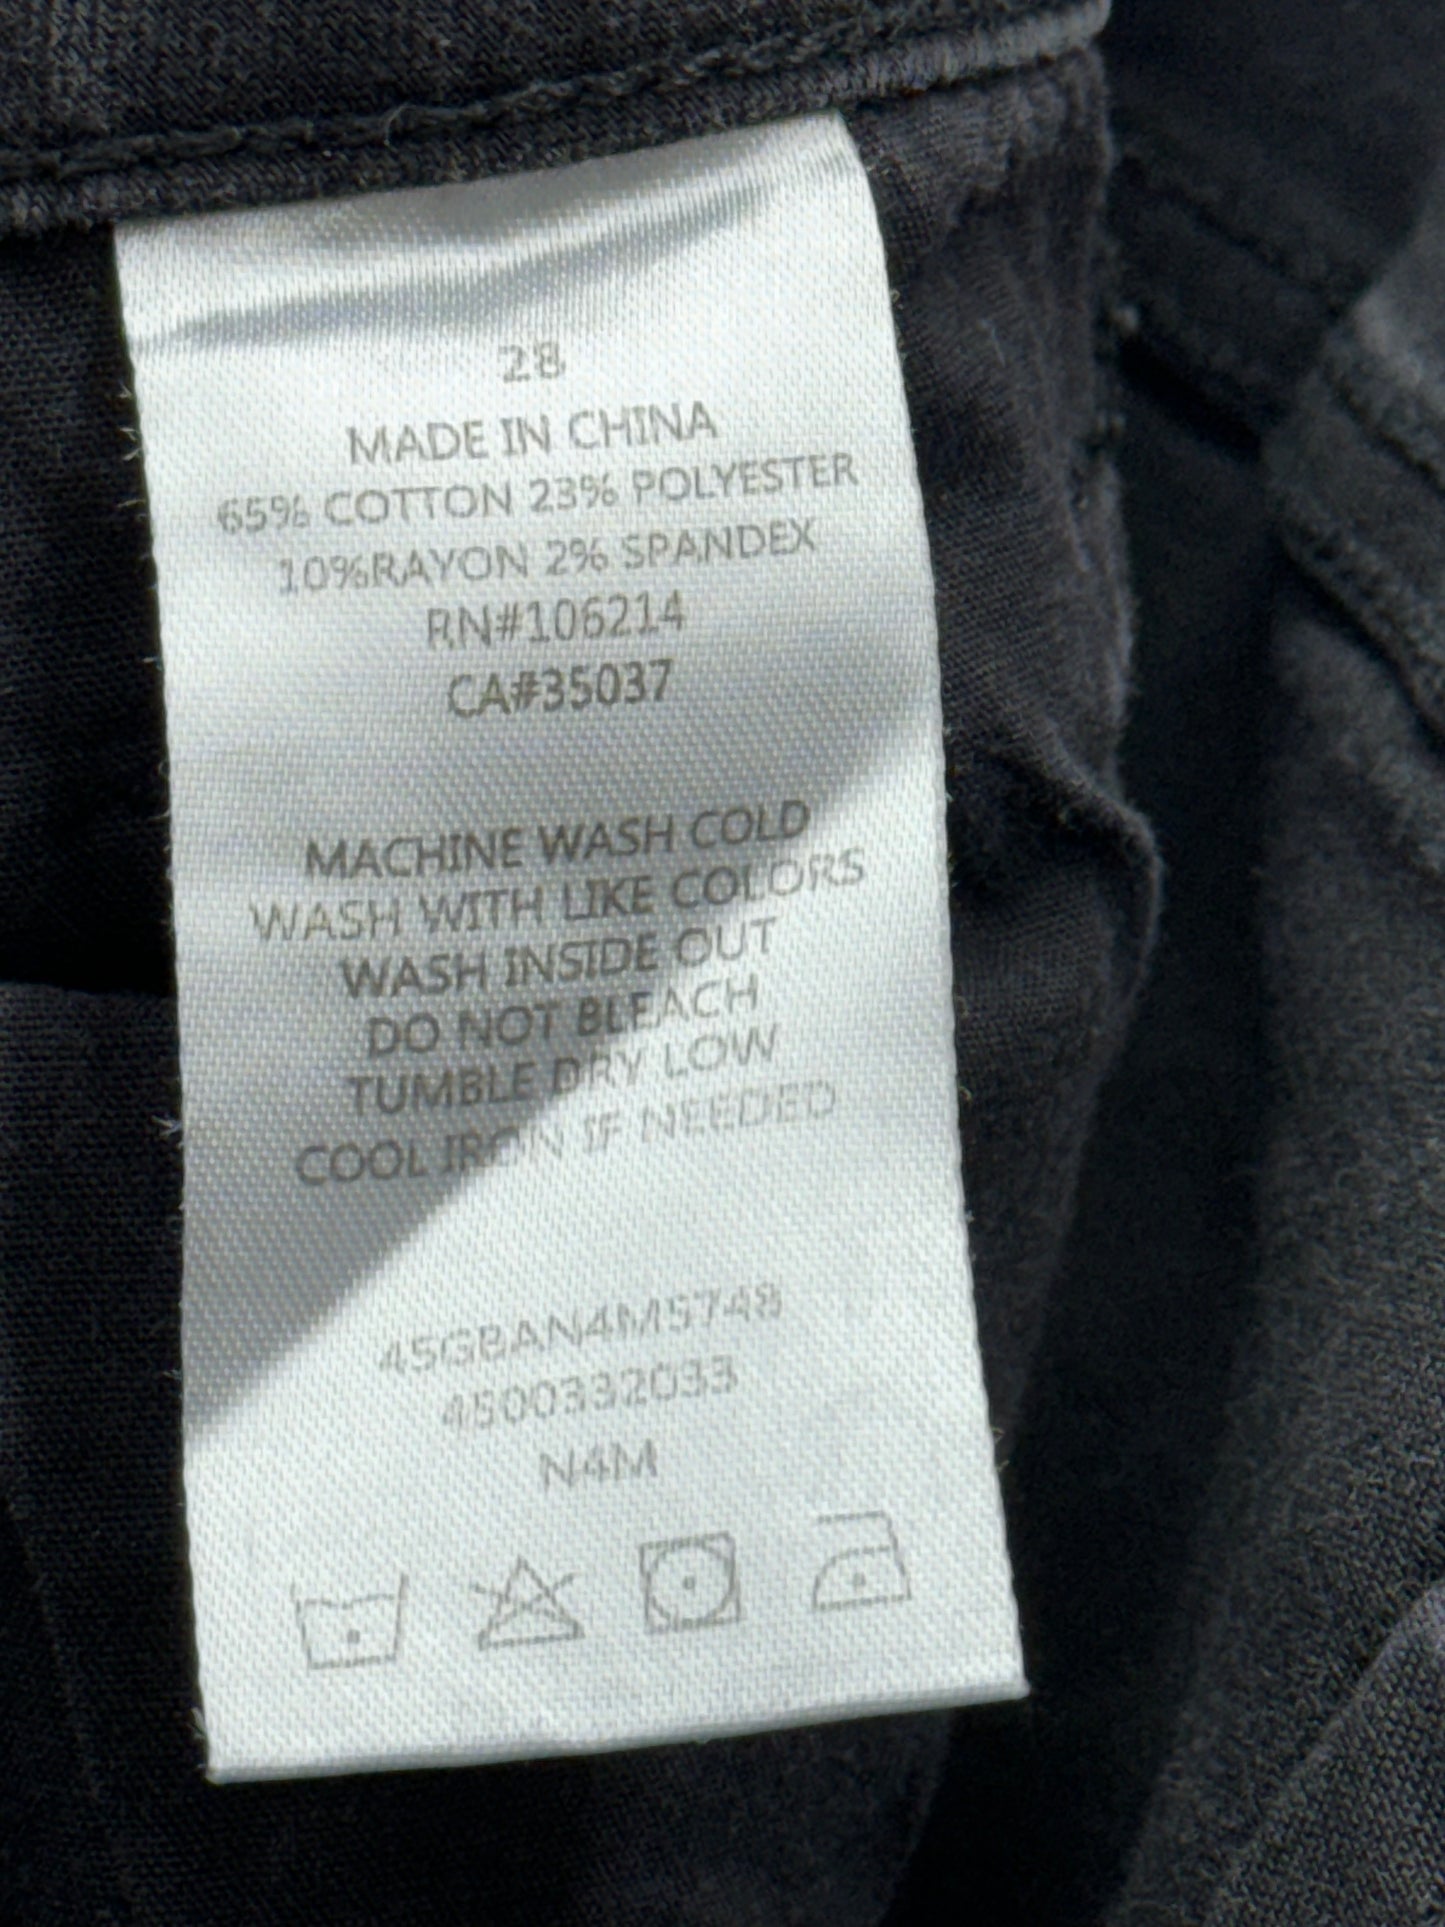 28
MADE IN CHINA
65% COTTON 23% POLYESTER
10%RAYON 2% SPANDEX
RN#106214
CA#35037
MACHINE WASH COLD
WASH WITH LIKE COLORS
WASH INSIDE OUT
DO NOT BLEACH
TUMBLE DRY LOW
COOL IRON IF NEEDED
45GBAN4M5748
4500332033
N4M